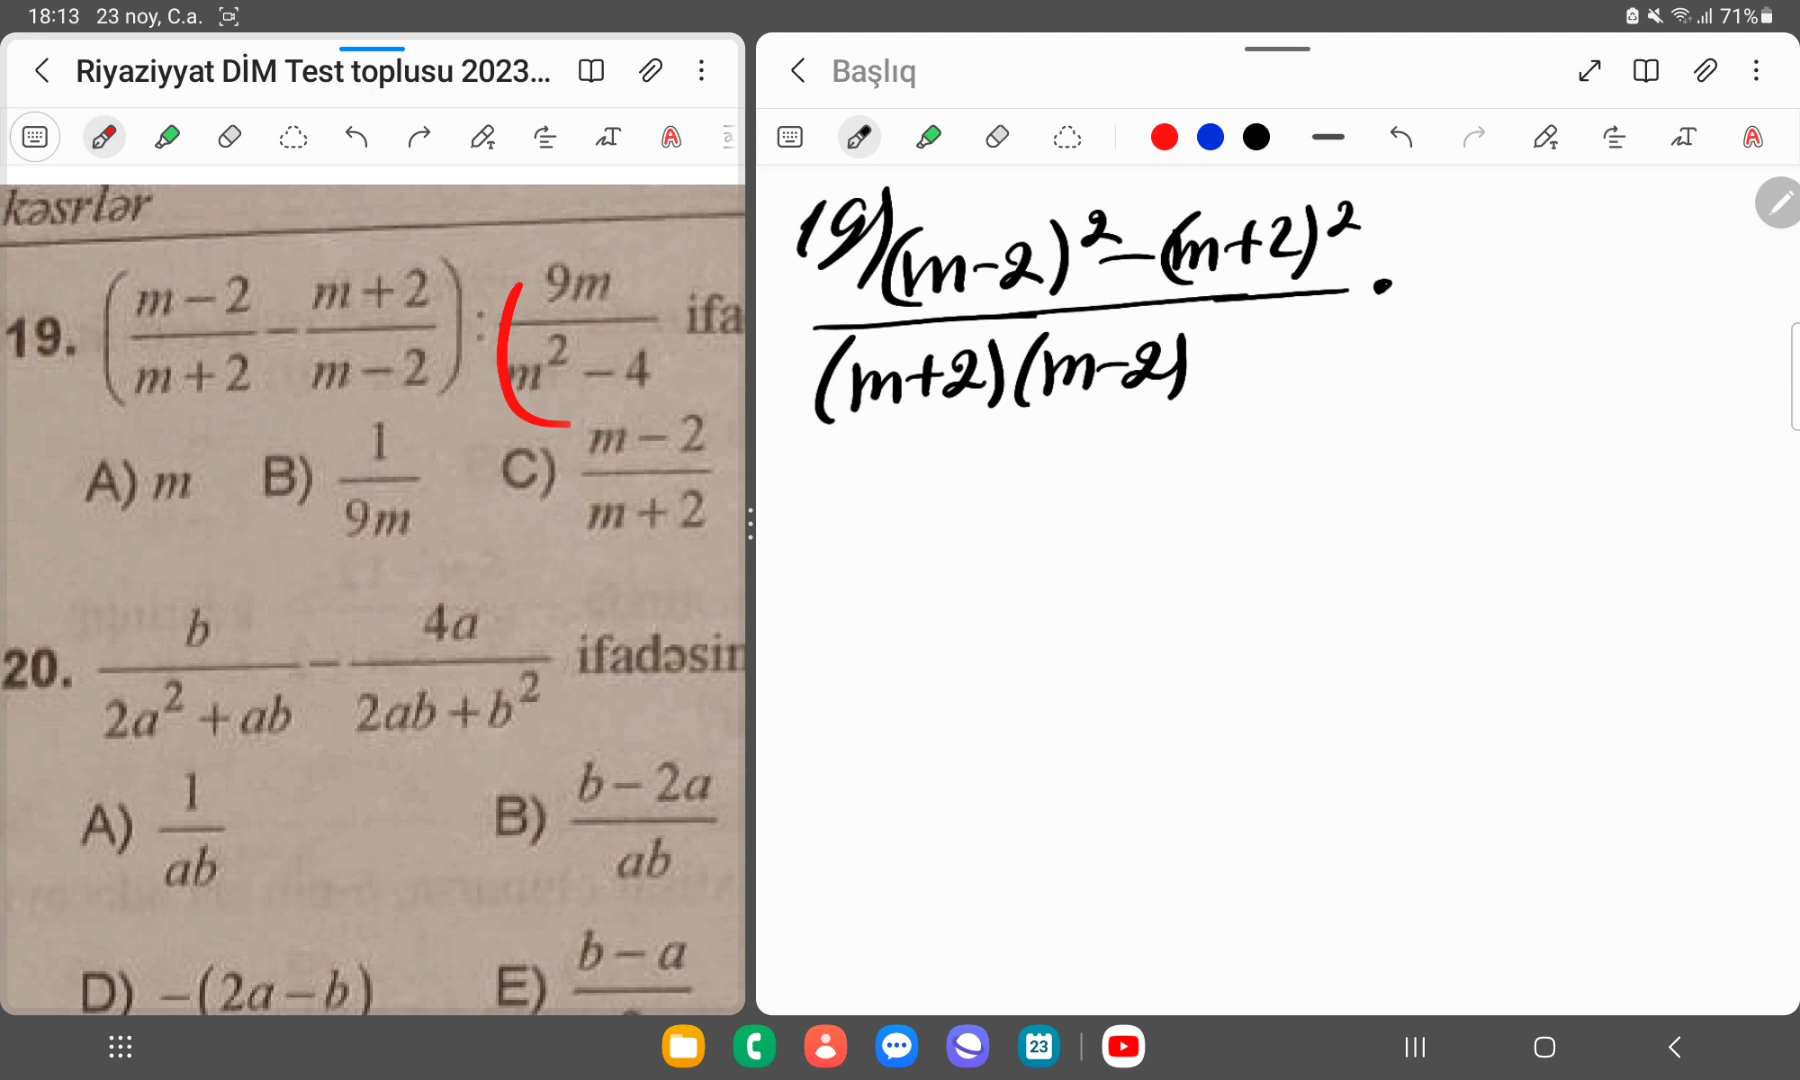 18:13 23 noy, C.a. 71%
Riyaziyyat DİM Test toplusu 2023...
Başlıq
kəsrlər
19. ((m − 2)/(m + 2) − (m + 2)/(m − 2)) : 9m/(m² − 4) ifa
A) m B) 1/(9m) C) (m − 2)/(m + 2)
20. b/(2a² + ab) − 4a/(2ab + b²) ifadəsin
A) 1/(ab) B) (b − 2a)/(ab)
D) −(2a − b) E) b − a
19) ((m-2)² − (m+2)²)/((m+2)(m-2)) ·
23